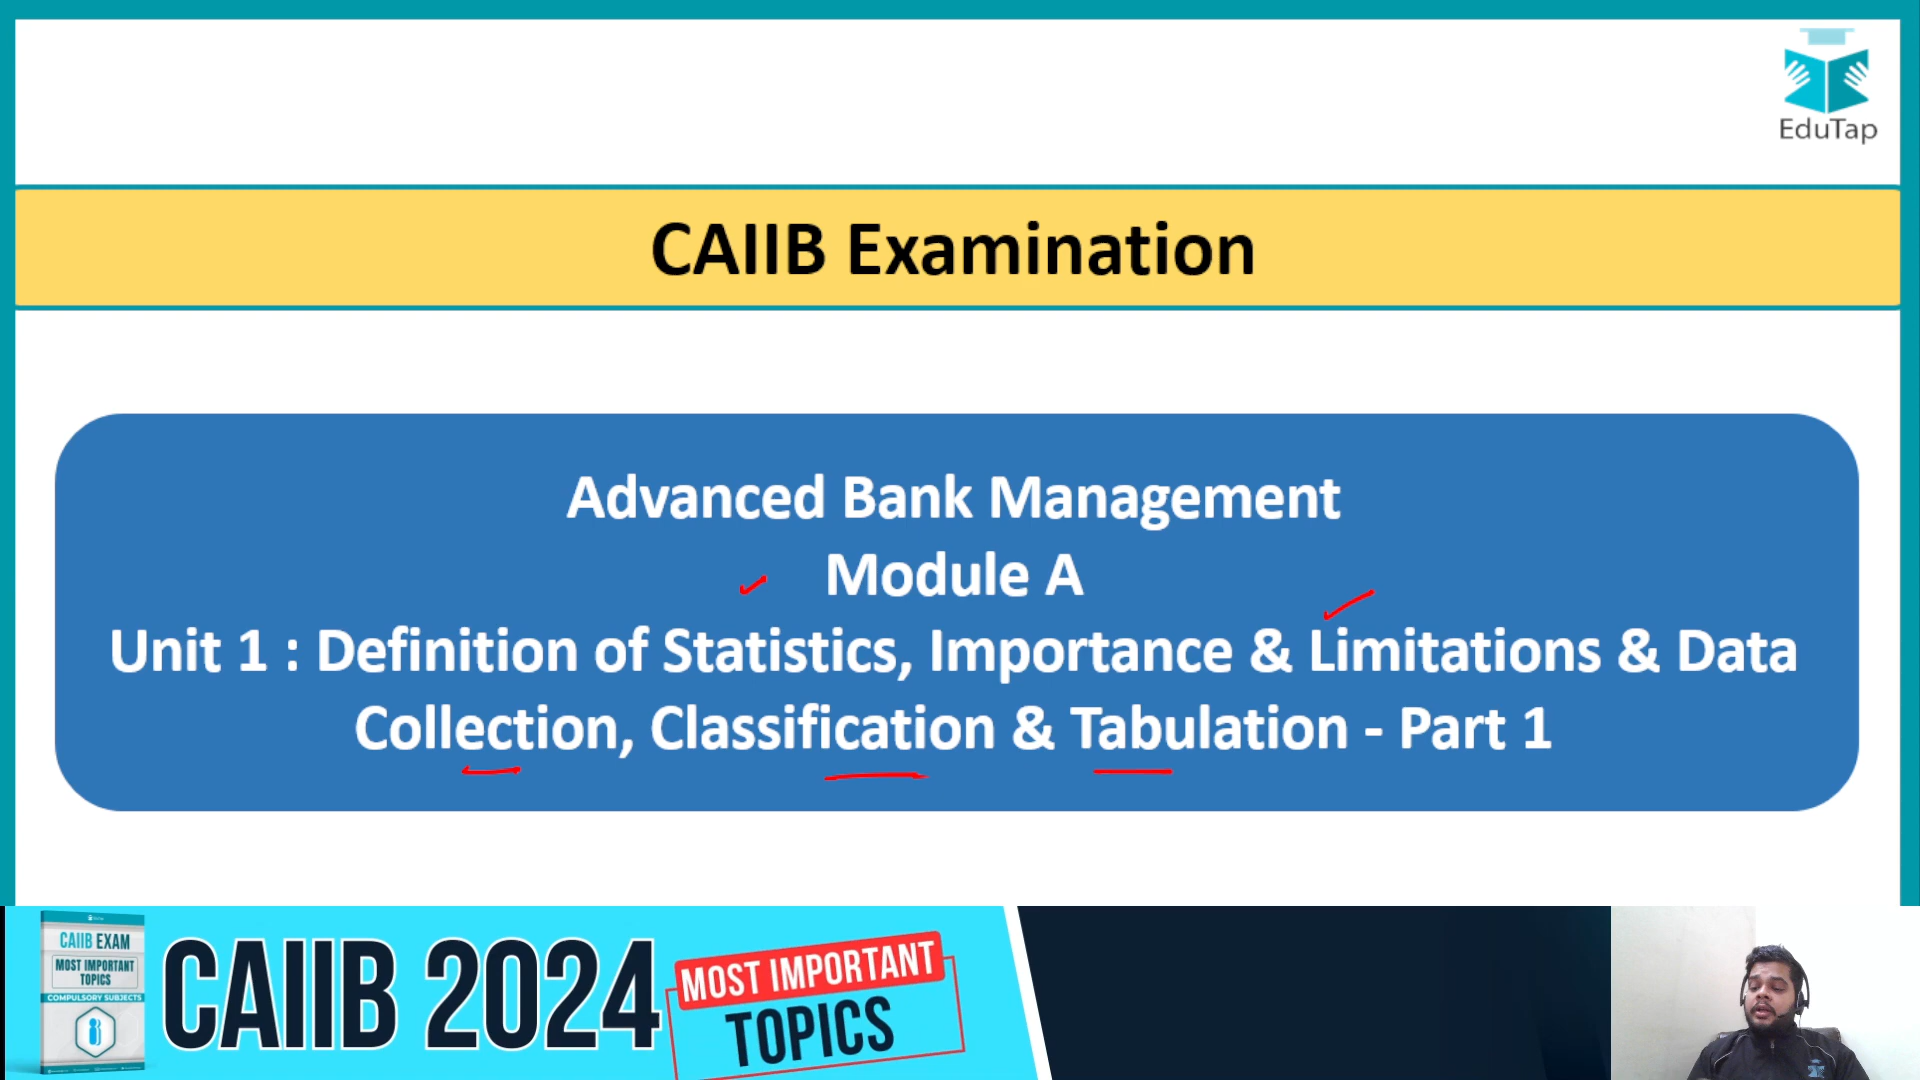 EduTap
CAIIB Examination
Advanced Bank Management
Module A
Unit 1 : Definition of Statistics, Importance & Limitations & Data
Collection, Classification & Tabulation - Part 1
CAIIB EXAM
MOST IMPORTANT
TOPICS
COMPULSORY SUBJECTS
CAIIB 2024
MOST IMPORTANT
TOPICS